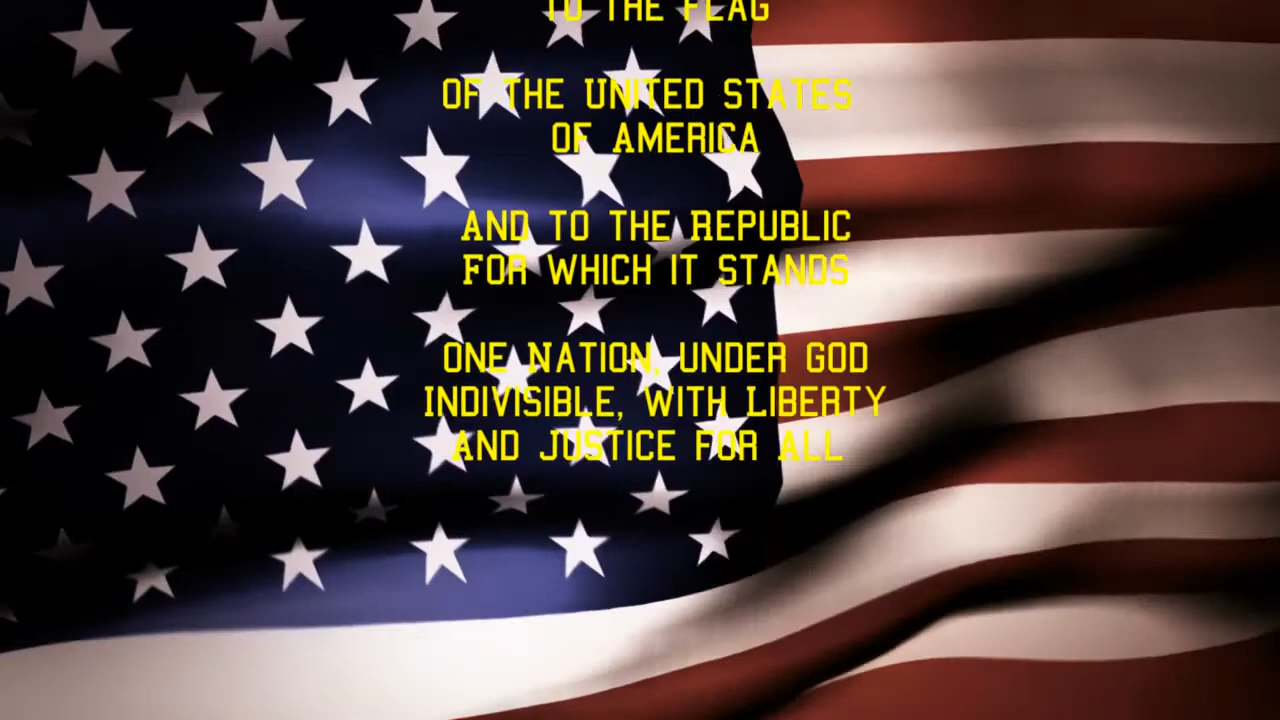 TO THE FLAG
OF THE UNITED STATES
OF AMERICA
AND TO THE REPUBLIC
FOR WHICH IT STANDS
ONE NATION, UNDER GOD
INDIVISIBLE, WITH LIBERTY
AND JUSTICE FOR ALL